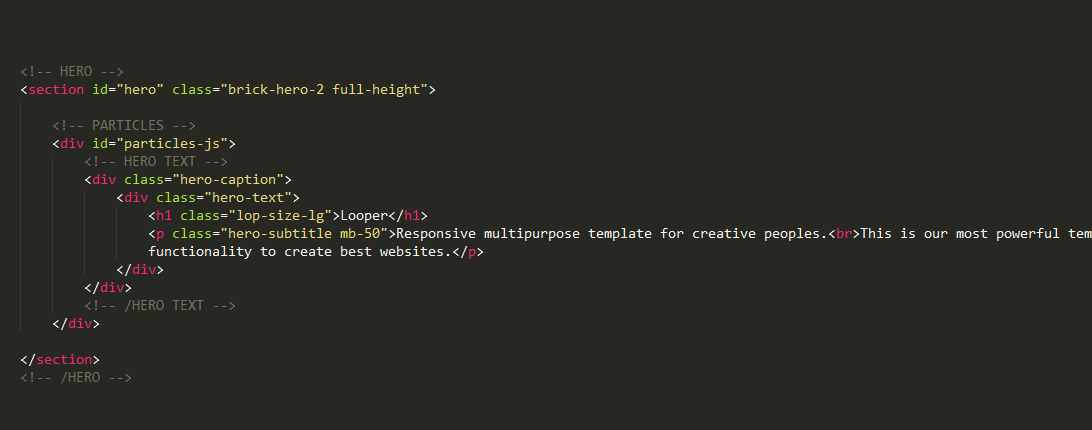 <!-- HERO -->
<section id="hero" class="brick-hero-2 full-height">
<!-- PARTICLES -->
<div id="particles-js">
<!-- HERO TEXT -->
<div class="hero-caption">
<div class="hero-text">
<h1 class="lop-size-lg">Looper</h1>
<p class="hero-subtitle mb-50">Responsive multipurpose template for creative peoples.<br>This is our most powerful tem
functionality to create best websites.</p>
</div>
</div>
<!-- /HERO TEXT -->
</div>
</section>
<!-- /HERO -->